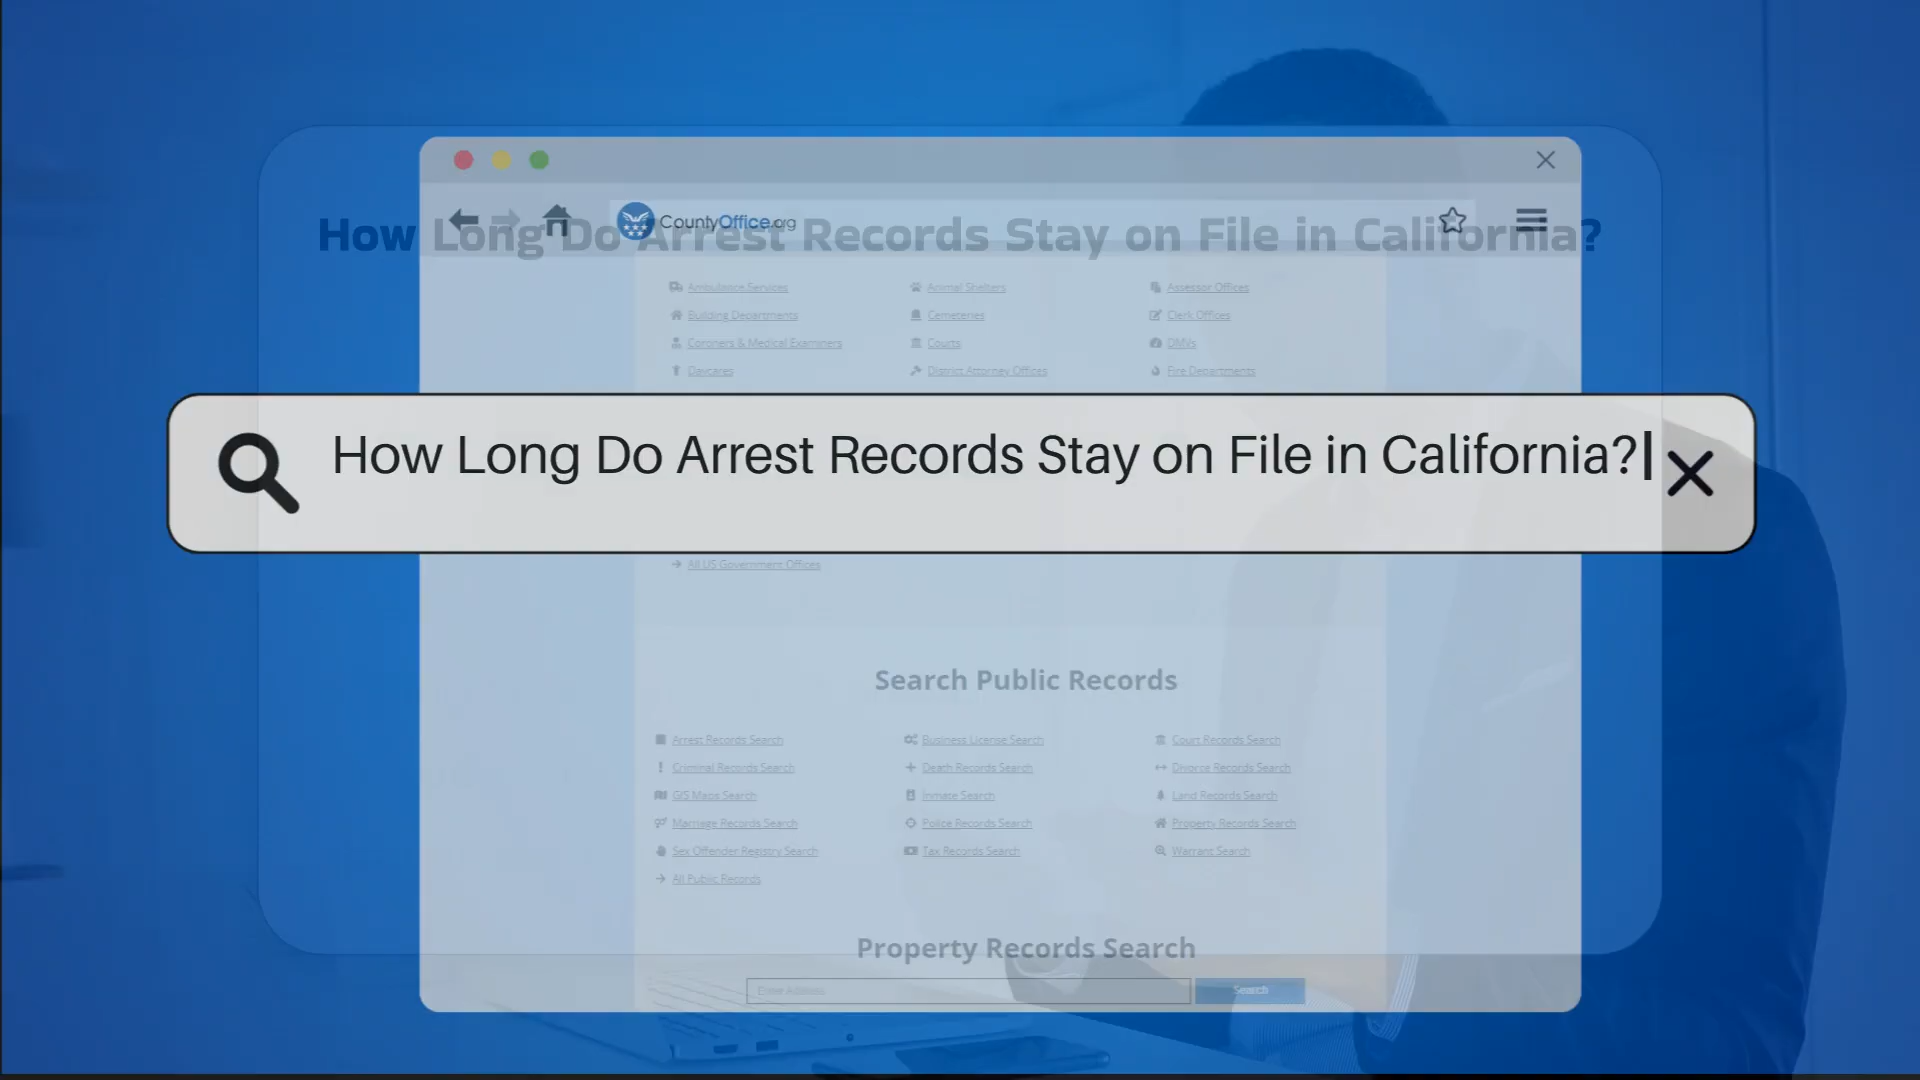 CountyOffice.org
How Long Do Arrest Records Stay on File in California?
Ambulance Services Animal Shelters Assessor Offices
Building Departments Cemeteries Clerk Offices
Coroners & Medical Examiners Courts DMVs
Daycares District Attorney Offices Fire Departments
How Long Do Arrest Records Stay on File in California?
All US Government Offices
Search Public Records
Arrest Records Search Business License Search Court Records Search
Criminal Records Search Death Records Search Divorce Records Search
GIS Maps Search Inmate Search Land Records Search
Marriage Records Search Police Records Search Property Records Search
Sex Offender Registry Search Tax Records Search Warrant Search
All Public Records
Property Records Search
Enter Address Search